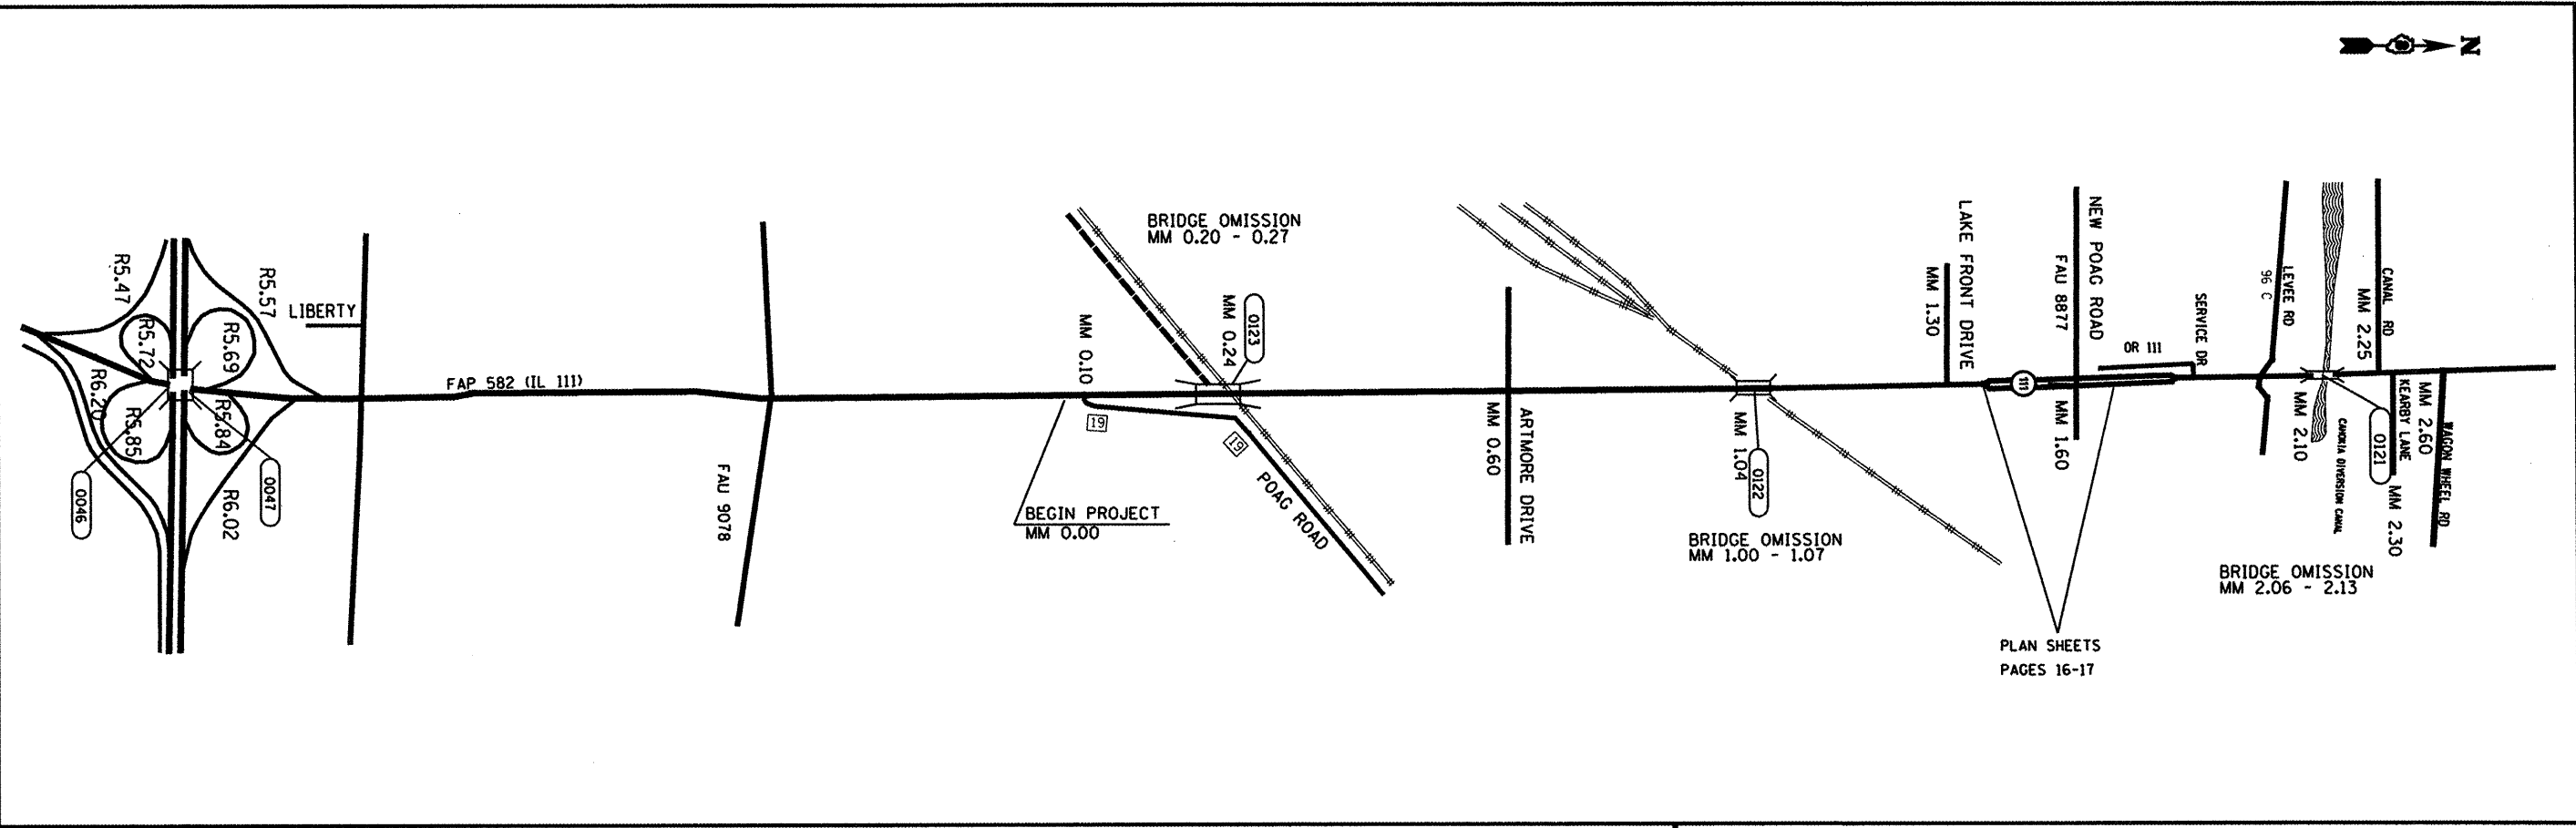 N
BRIDGE OMISSION
MM 0.20 - 0.27
R5.47
R5.57
LIBERTY
R5.72
R5.69
R6.20
R5.85
R5.84
R6.02
0046
0047
FAP 582 (IL 111)
FAU 9078
MM 0.10
BEGIN PROJECT
MM 0.00
0123
MM 0.24
19
19
POAG ROAD
ARTMORE DRIVE
MM 0.60
0122
MM 1.04
BRIDGE OMISSION
MM 1.00 - 1.07
LAKE FRONT DRIVE
MM 1.30
111
NEW POAG ROAD
FAU 8877
MM 1.60
OR 111
SERVICE DR
PLAN SHEETS
PAGES 16-17
LEVEE RD
96 C
MM 2.10
CAHOKIA DIVERSION CANAL
0121
CANAL RD
MM 2.25
KEARBY LANE
MM 2.30
MM 2.60
WAGON WHEEL RD
BRIDGE OMISSION
MM 2.06 - 2.13